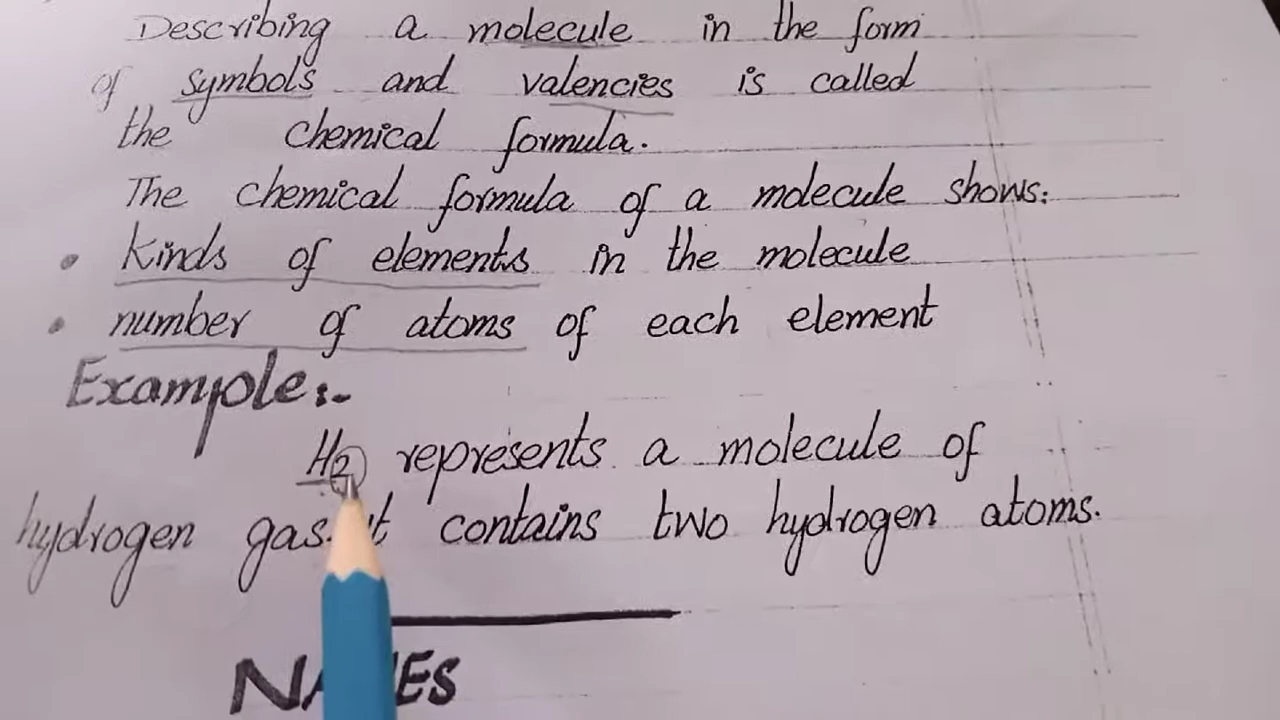 Describing a molecule in the form
of symbols and valencies is called
the chemical formula.
The chemical formula of a molecule shows:
• kinds of elements in the molecule
• number of atoms of each element
Example:-
H2 represents a molecule of
hydrogen gas. contains two hydrogen atoms.